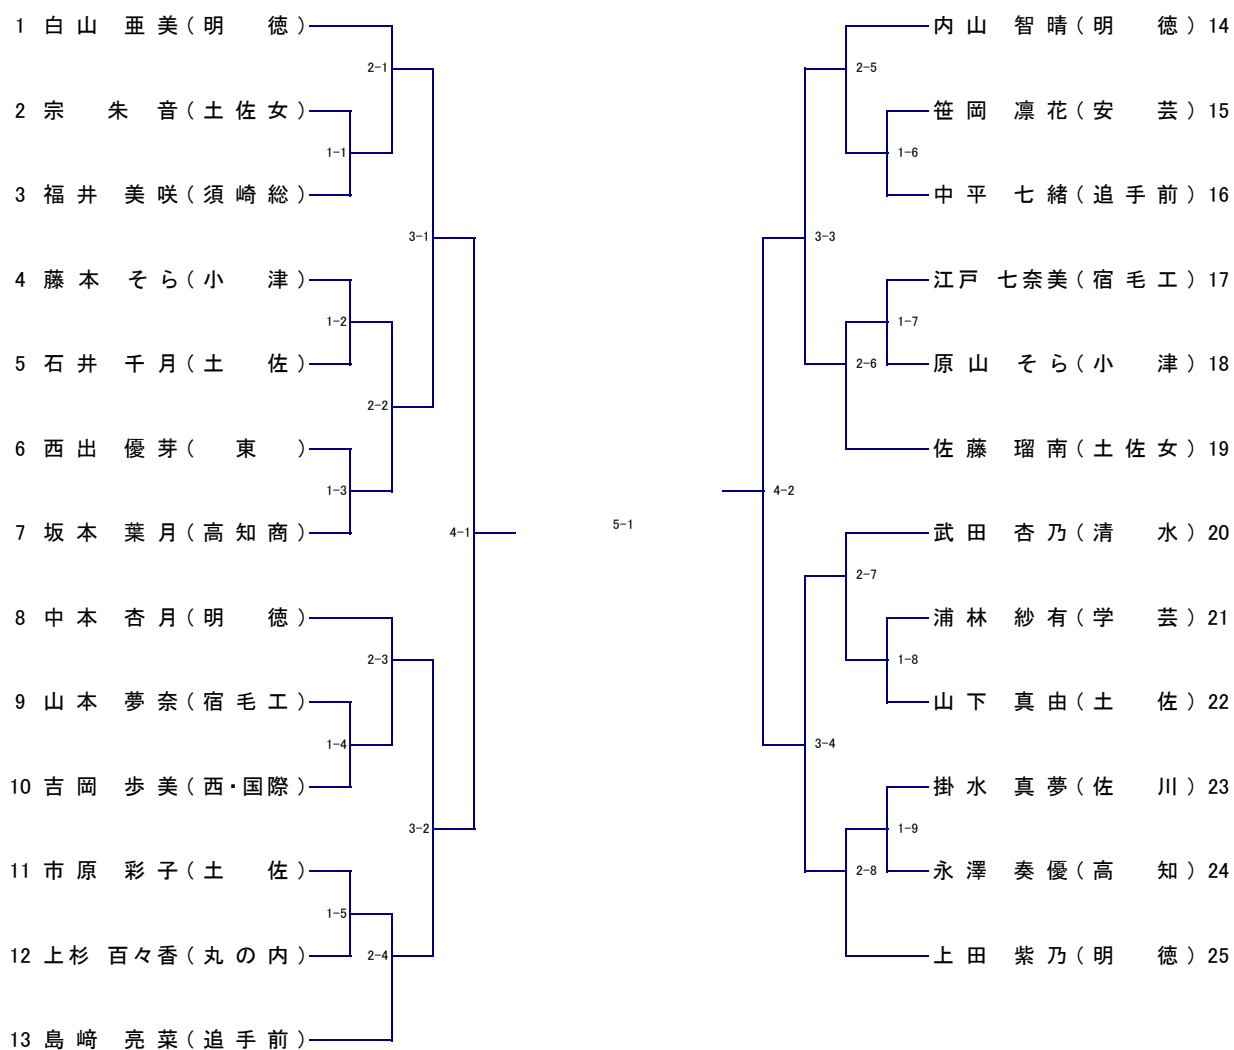 1 白山 亜美(明 徳) 内山 智晴(明 徳) 14
2-1 2-5
2 宗 朱音(土佐女) 笹岡 凛花(安 芸) 15
1-1 1-6
3 福井 美咲(須崎総) 中平 七緒(追手前) 16
3-1 3-3
4 藤本 そら(小 津) 江戸 七奈美(宿毛工) 17
1-2 1-7
5 石井 千月(土 佐) 2-6 原山 そら(小 津) 18
2-2
6 西出 優芽( 東 ) 佐藤 瑠南(土佐女) 19
1-3 4-2
7 坂本 葉月(高知商) 4-1 5-1 武田 杏乃(清 水) 20
2-7
8 中本 杏月(明 徳) 浦林 紗有(学 芸) 21
2-3 1-8
9 山本 夢奈(宿毛工) 山下 真由(土 佐) 22
1-4 3-4
10 吉岡 歩美(西・国際) 掛水 真夢(佐 川) 23
3-2 1-9
11 市原 彩子(土 佐) 2-8 永澤 奏優(高 知) 24
1-5
12 上杉 百々香(丸の内) 2-4 上田 紫乃(明 徳) 25
13 島﨑 亮菜(追手前)